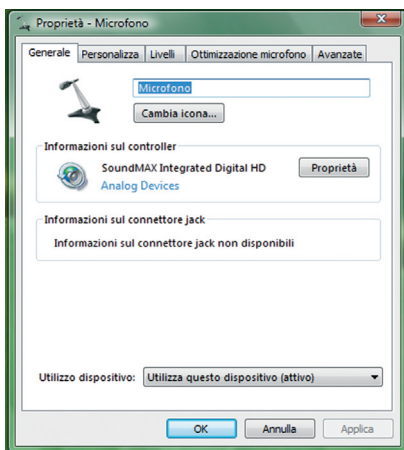 Proprietà - Microfono
Generale Personalizza Livelli Ottimizzazione microfono Avanzate
Microfono
Cambia icona...
Informazioni sul controller
SoundMAX Integrated Digital HD
Proprietà
Analog Devices
Informazioni sul connettore jack
Informazioni sul connettore jack non disponibili
Utilizzo dispositivo: Utilizza questo dispositivo (attivo)
OK Annulla Applica